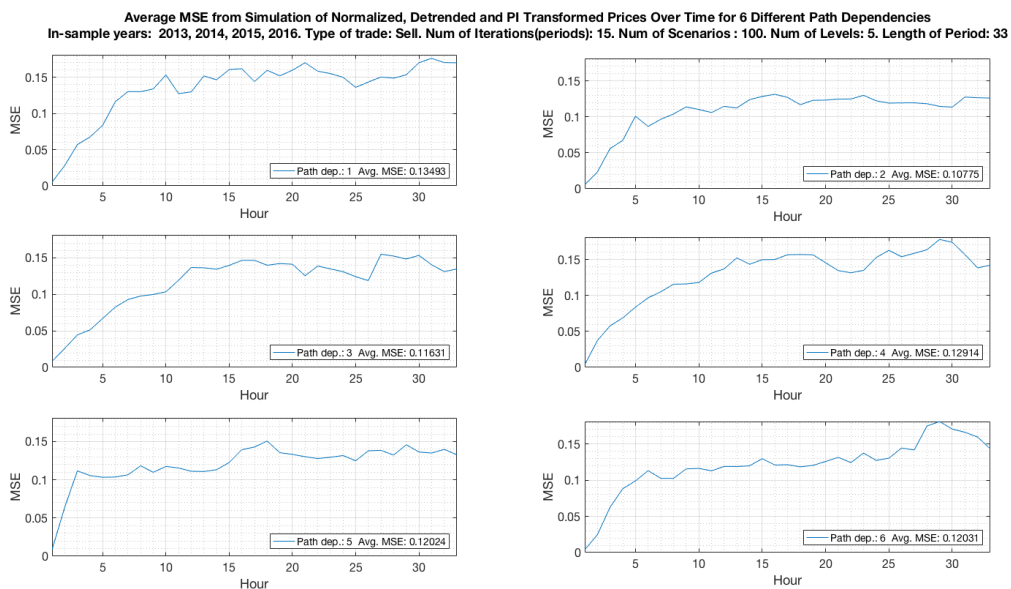 Average MSE from Simulation of Normalized, Detrended and PI Transformed Prices Over Time for 6 Different Path Dependencies
In-sample years:  2013, 2014, 2015, 2016. Type of trade: Sell. Num of Iterations(periods): 15. Num of Scenarios : 100. Num of Levels: 5. Length of Period: 33
MSE
0.15
0.1
0.05
0
5 10 15 20 25 30
Hour
Path dep.: 1  Avg. MSE: 0.13493
MSE
0.15
0.1
0.05
0
5 10 15 20 25 30
Hour
Path dep.: 2  Avg. MSE: 0.10775
MSE
0.15
0.1
0.05
0
5 10 15 20 25 30
Hour
Path dep.: 3  Avg. MSE: 0.11631
MSE
0.15
0.1
0.05
0
5 10 15 20 25 30
Hour
Path dep.: 4  Avg. MSE: 0.12914
MSE
0.15
0.1
0.05
0
5 10 15 20 25 30
Hour
Path dep.: 5  Avg. MSE: 0.12024
MSE
0.15
0.1
0.05
0
5 10 15 20 25 30
Hour
Path dep.: 6  Avg. MSE: 0.12031